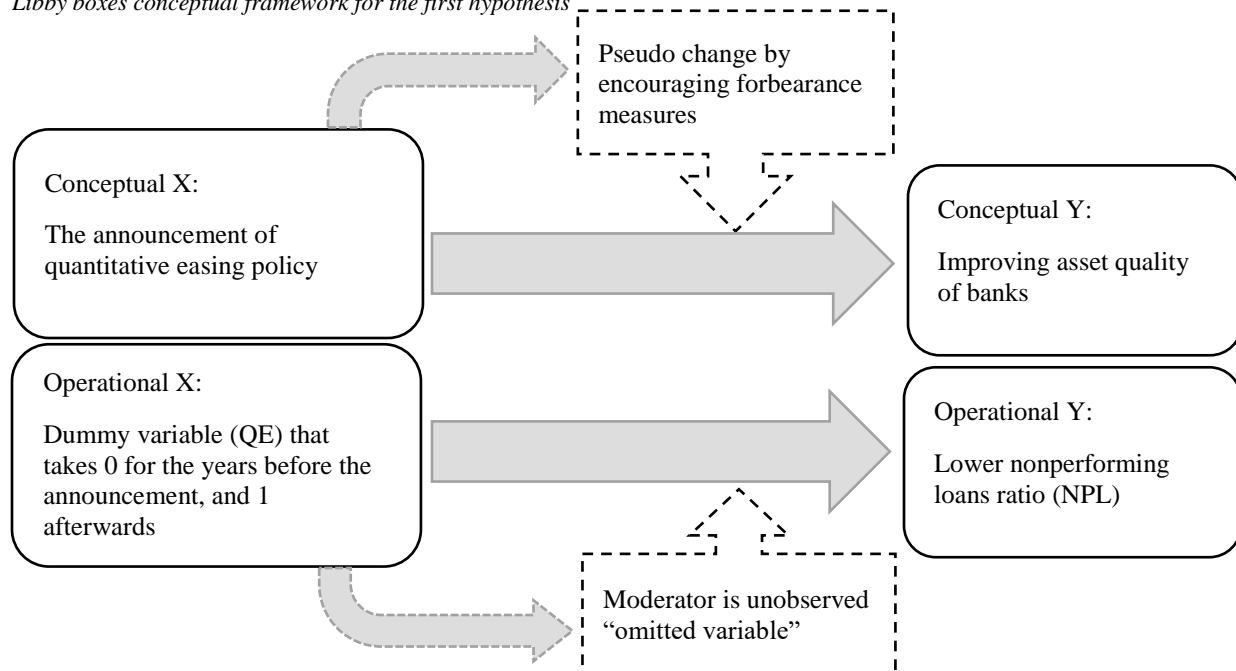 Libby boxes conceptual framework for the first hypothesis
Pseudo change by
encouraging forbearance
measures
Conceptual X:
The announcement of
quantitative easing policy
Conceptual Y:
Improving asset quality
of banks
Operational X:
Dummy variable (QE) that
takes 0 for the years before the
announcement, and 1
afterwards
Operational Y:
Lower nonperforming
loans ratio (NPL)
Moderator is unobserved
“omitted variable”